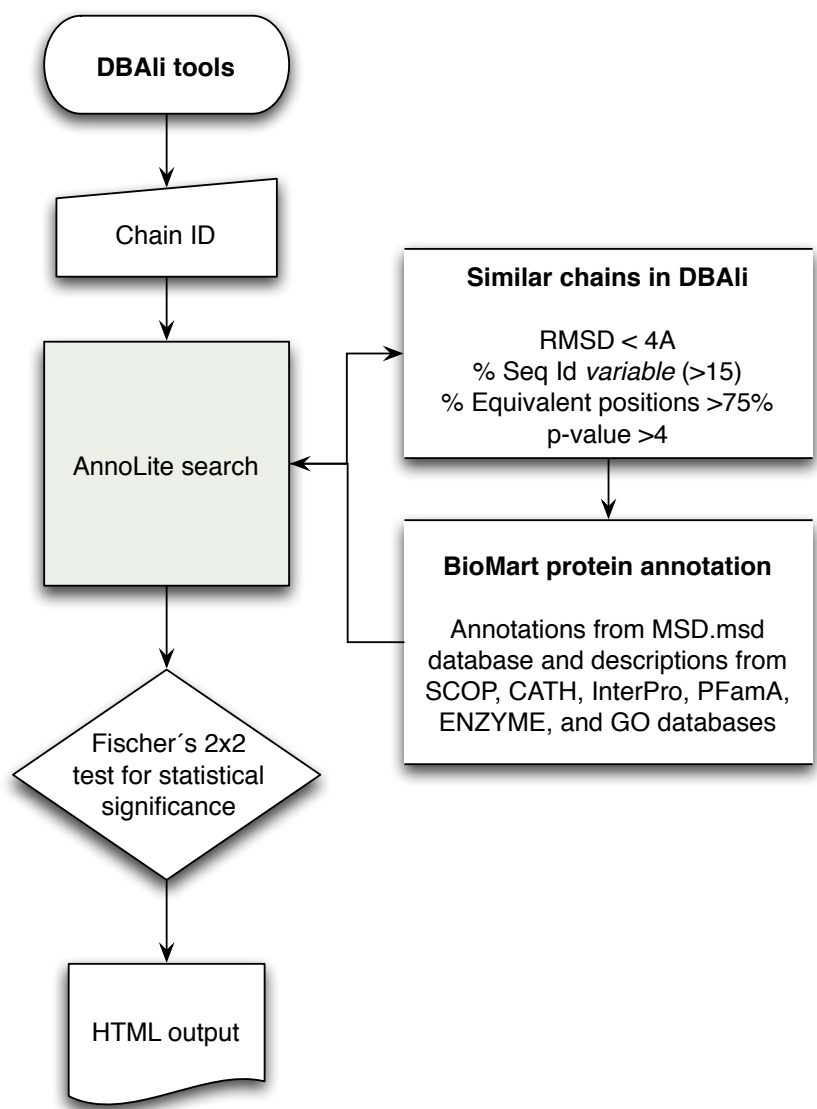 DBAli tools
Chain ID
AnnoLite search
Similar chains in DBAli
RMSD < 4A
% Seq Id variable (>15)
% Equivalent positions >75%
p-value >4
BioMart protein annotation
Annotations from MSD.msd
database and descriptions from
SCOP, CATH, InterPro, PFamA,
ENZYME, and GO databases
Fischer´s 2x2
test for statistical
significance
HTML output